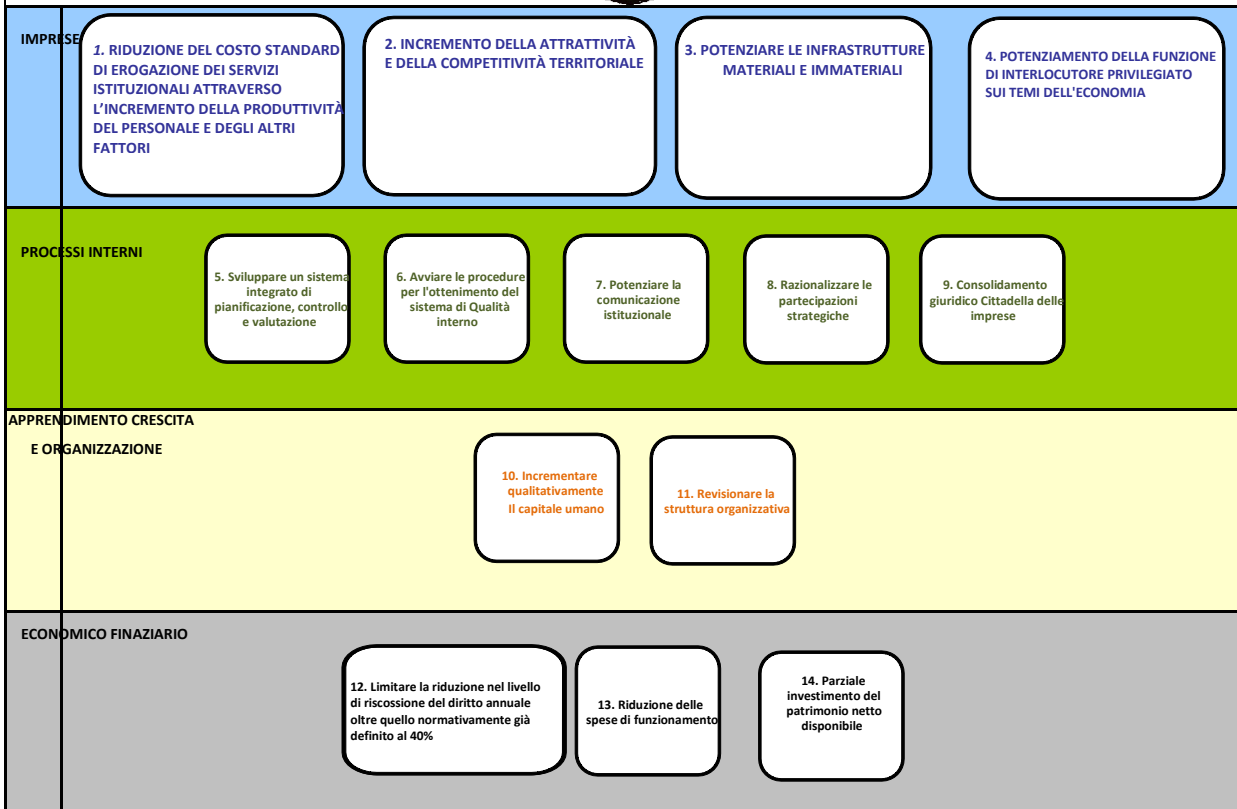 IMPRESE
1. RIDUZIONE DEL COSTO STANDARD
DI EROGAZIONE DEI SERVIZI
ISTITUZIONALI ATTRAVERSO
L'INCREMENTO DELLA PRODUTTIVITÀ
DEL PERSONALE E DEGLI ALTRI
FATTORI
2. INCREMENTO DELLA ATTRATTIVITÀ
E DELLA COMPETITIVITÀ TERRITORIALE
3. POTENZIARE LE INFRASTRUTTURE
MATERIALI E IMMATERIALI
4. POTENZIAMENTO DELLA FUNZIONE
DI INTERLOCUTORE PRIVILEGIATO
SUI TEMI DELL'ECONOMIA
PROCESSI INTERNI
5. Sviluppare un sistema
integrato di
pianificazione, controllo
e valutazione
6. Avviare le procedure
per l'ottenimento del
sistema di Qualità
interno
7. Potenziare la
comunicazione
istituzionale
8. Razionalizzare le
partecipazioni
strategiche
9. Consolidamento
giuridico Cittadella delle
imprese
APPRENDIMENTO CRESCITA
E ORGANIZZAZIONE
10. Incrementare
qualitativamente
Il capitale umano
11. Revisionare la
struttura organizzativa
ECONOMICO FINAZIARIO
12. Limitare la riduzione nel livello
di riscossione del diritto annuale
oltre quello normativamente già
definito al 40%
13. Riduzione delle
spese di funzionamento
14. Parziale
investimento del
patrimonio netto
disponibile